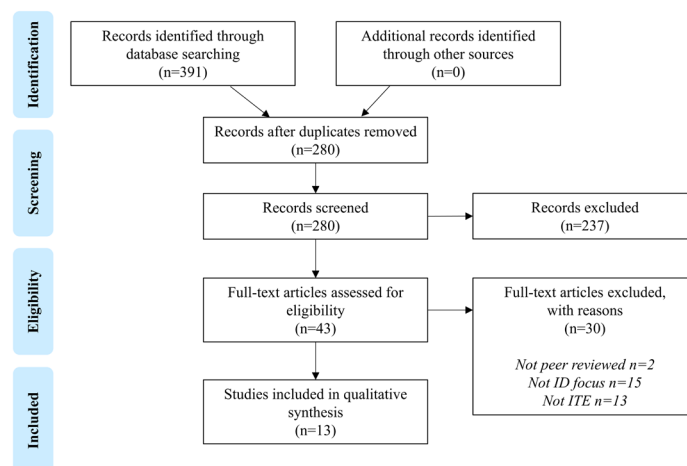 Identification
Records identified through
database searching
(n=391)
Additional records identified
through other sources
(n=0)
Records after duplicates removed
(n=280)
Screening
Records screened
(n=280)
Records excluded
(n=237)
Eligibility
Full-text articles assessed for
eligibility
(n=43)
Full-text articles excluded,
with reasons
(n=30)
Not peer reviewed n=2
Not ID focus n=15
Not ITE n=13
Included
Studies included in qualitative
synthesis
(n=13)